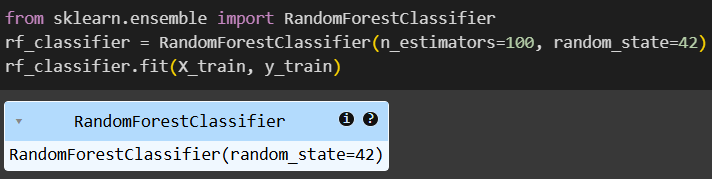 from sklearn.ensemble import RandomForestClassifier
rf_classifier = RandomForestClassifier(n_estimators=100, random_state=42)
rf_classifier.fit(X_train, y_train)
RandomForestClassifier i ?
RandomForestClassifier(random_state=42)